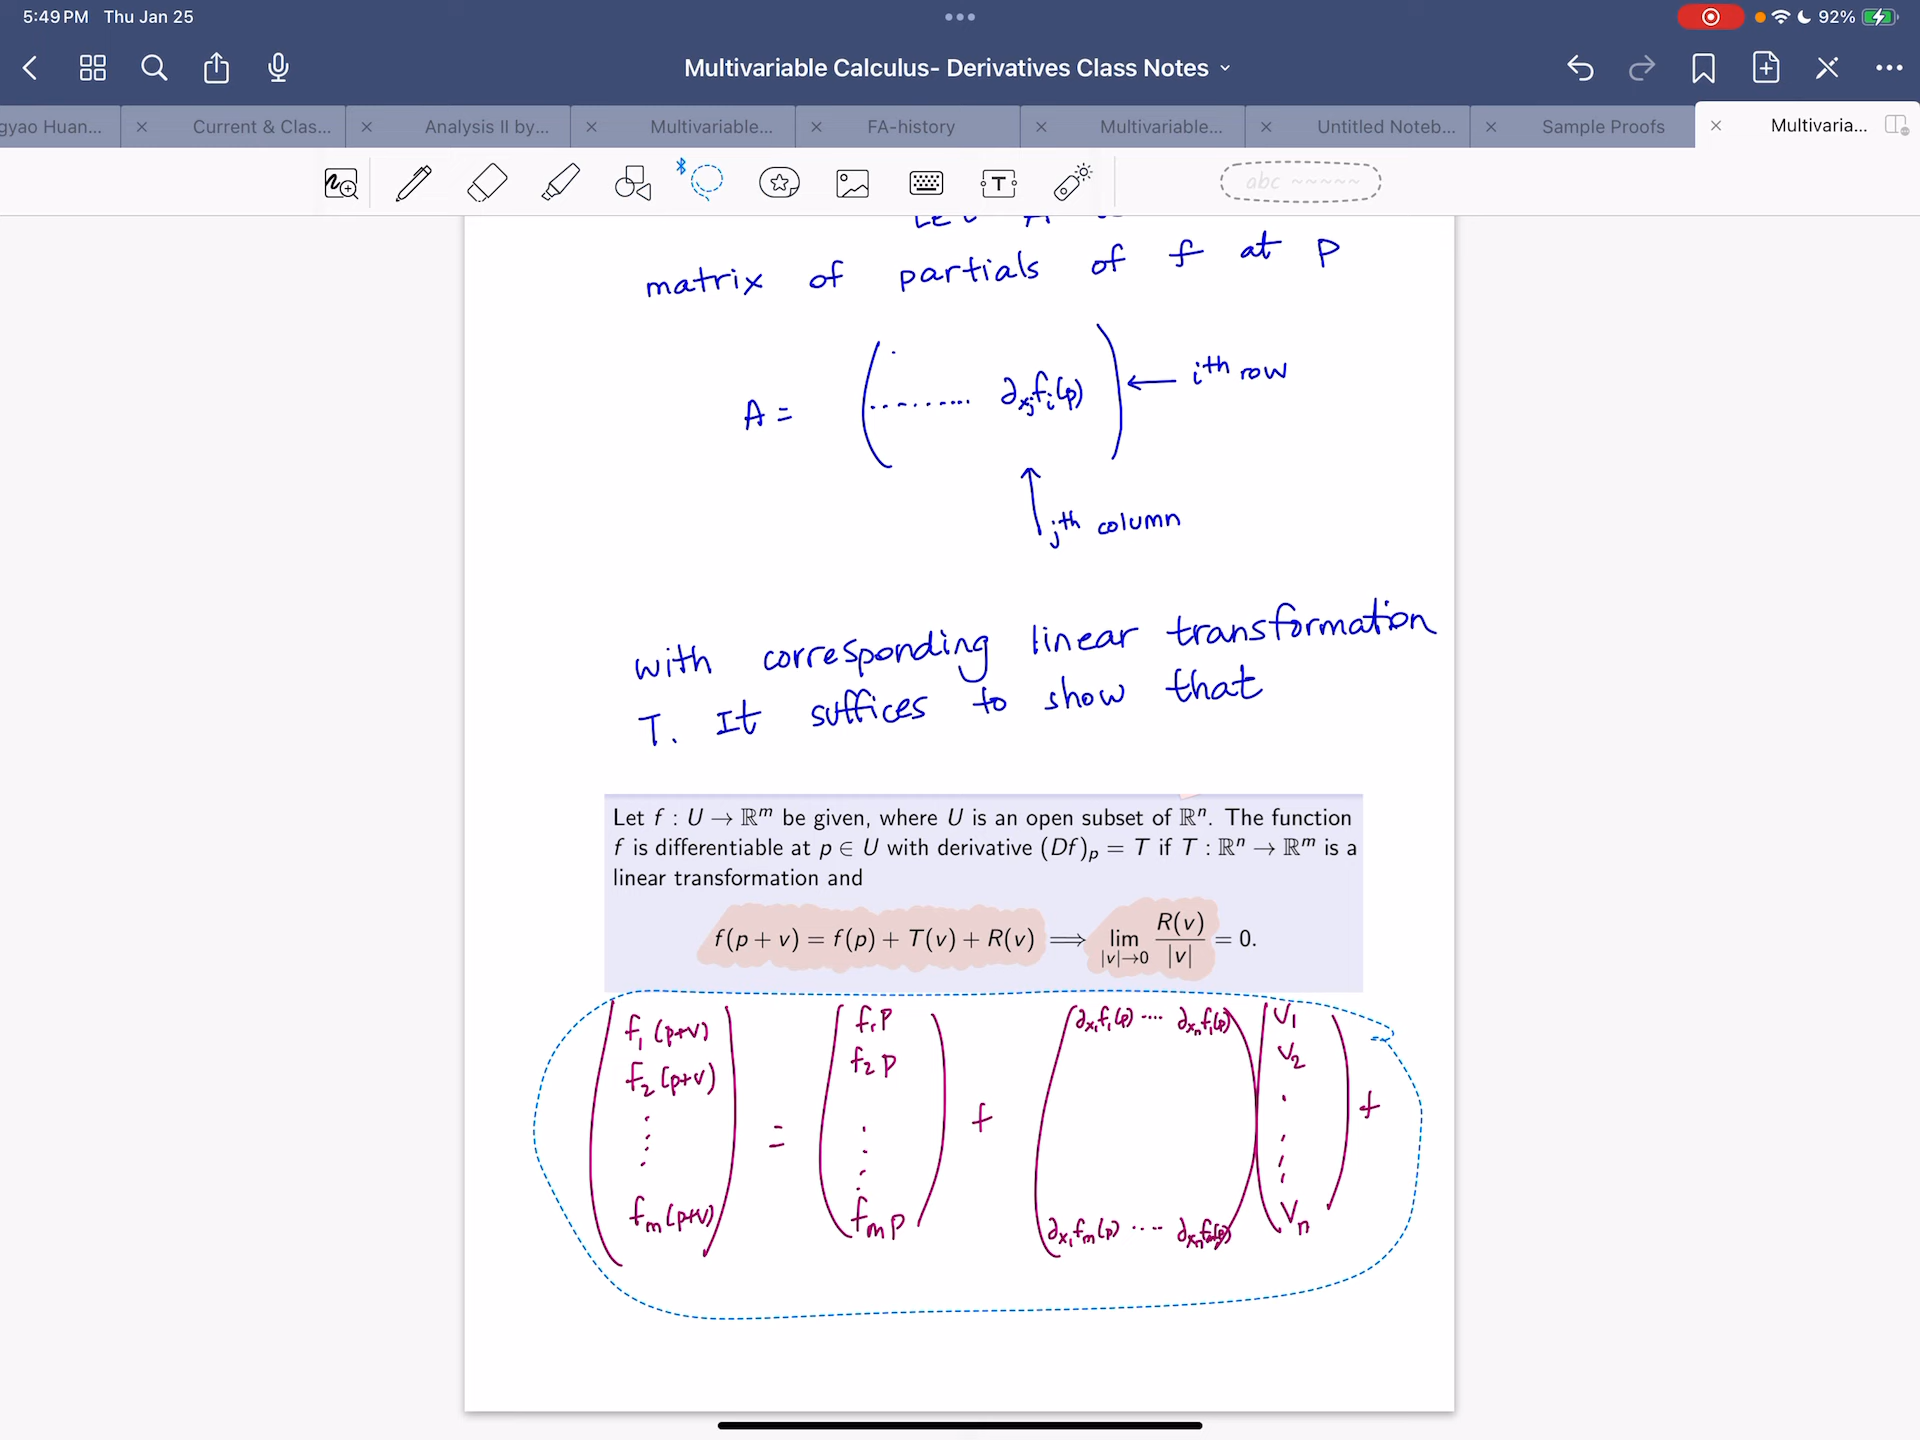 5:49 PM Thu Jan 25
92%
Multivariable Calculus- Derivatives Class Notes
gyao Huan...
Current & Clas...
Analysis II by...
Multivariable...
FA-history
Multivariable...
Untitled Noteb...
Sample Proofs
Multivaria...
abc
matrix of partials of f at p
A = ( ......... ∂xⱼfᵢ(p) ) ← iᵗʰ row
↑ jᵗʰ column
with corresponding linear transformation
T. It suffices to show that
Let f : U → ℝᵐ be given, where U is an open subset of ℝⁿ. The function
f is differentiable at p ∈ U with derivative (Df)ₚ = T if T : ℝⁿ → ℝᵐ is a
linear transformation and
f(p + v) = f(p) + T(v) + R(v) ⟹ lim |v|→0 R(v)/|v| = 0.
f₁(p+v) f₁p ∂x₁f₁(p) .... ∂xₙf₁(p) v₁
f₂(p+v) f₂p v₂
= + +
fₘ(p+v) fₘp ∂x₁fₘ(p) .... ∂xₙfₘ(p) vₙ